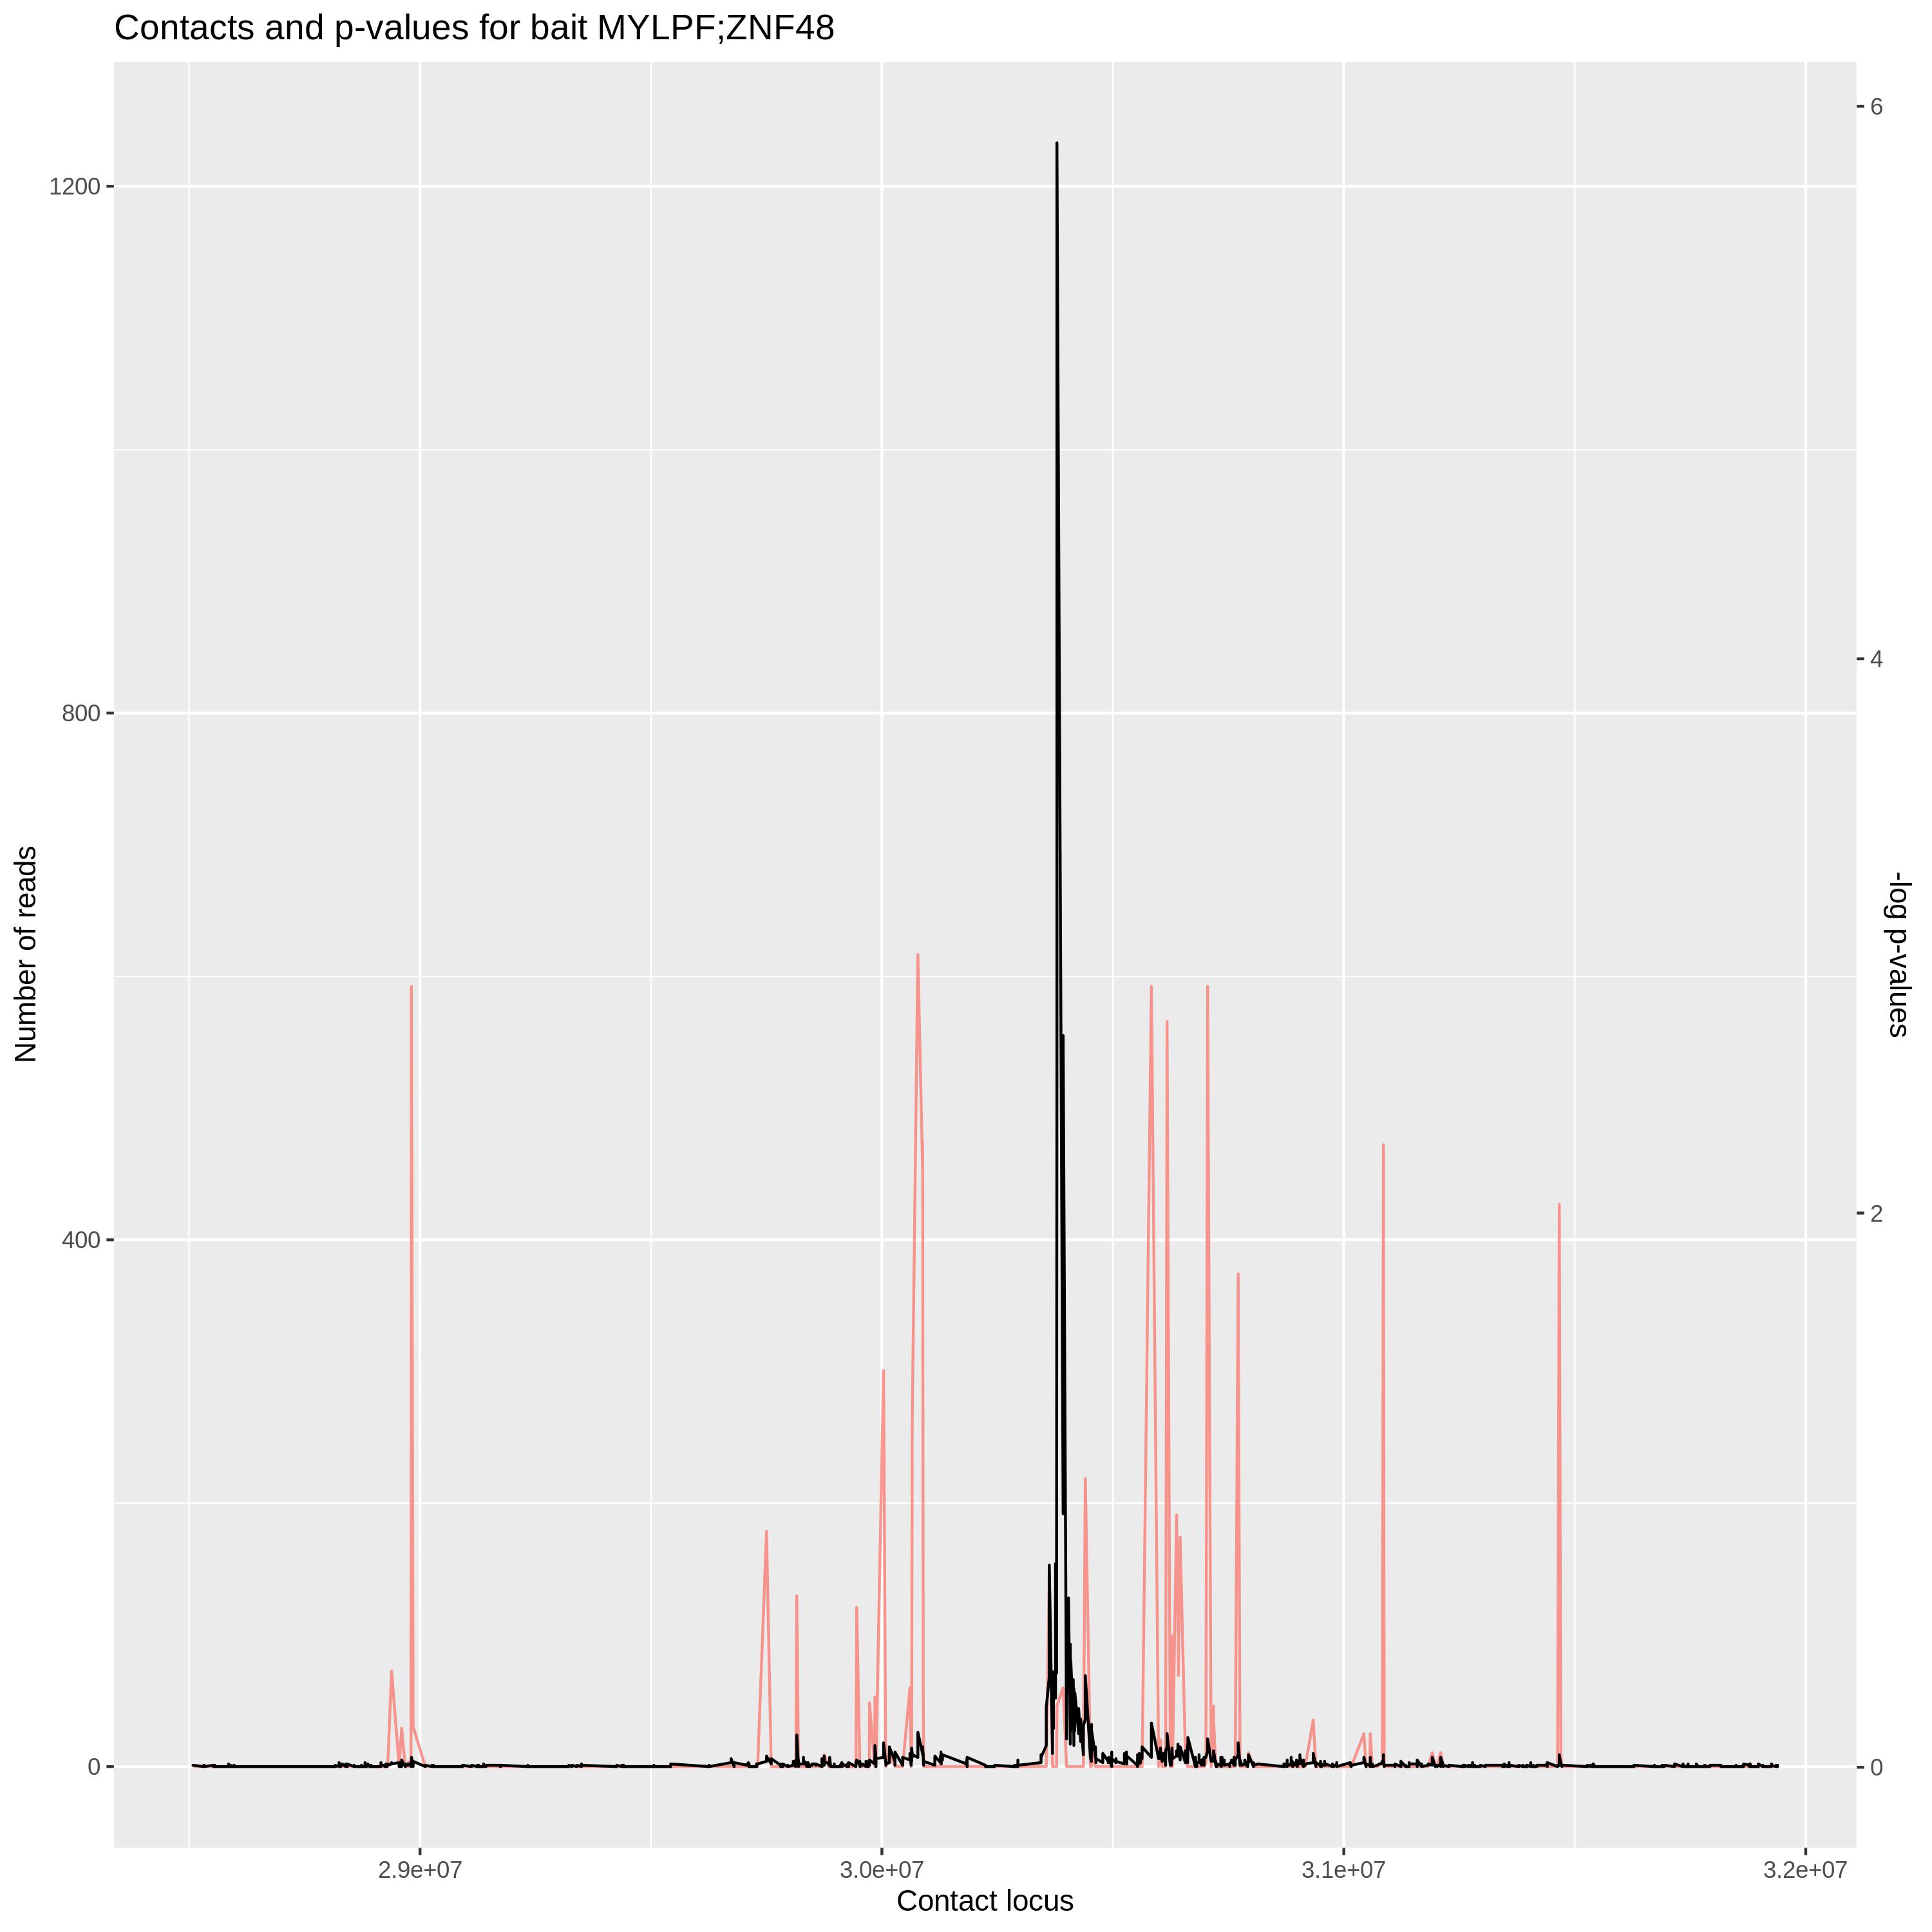 Contacts and p-values for bait MYLPF;ZNF48
6
1200
4
800
Number of reads
-log p-values
2
400
0
0
2.9e+07
3.0e+07
3.1e+07
3.2e+07
Contact locus